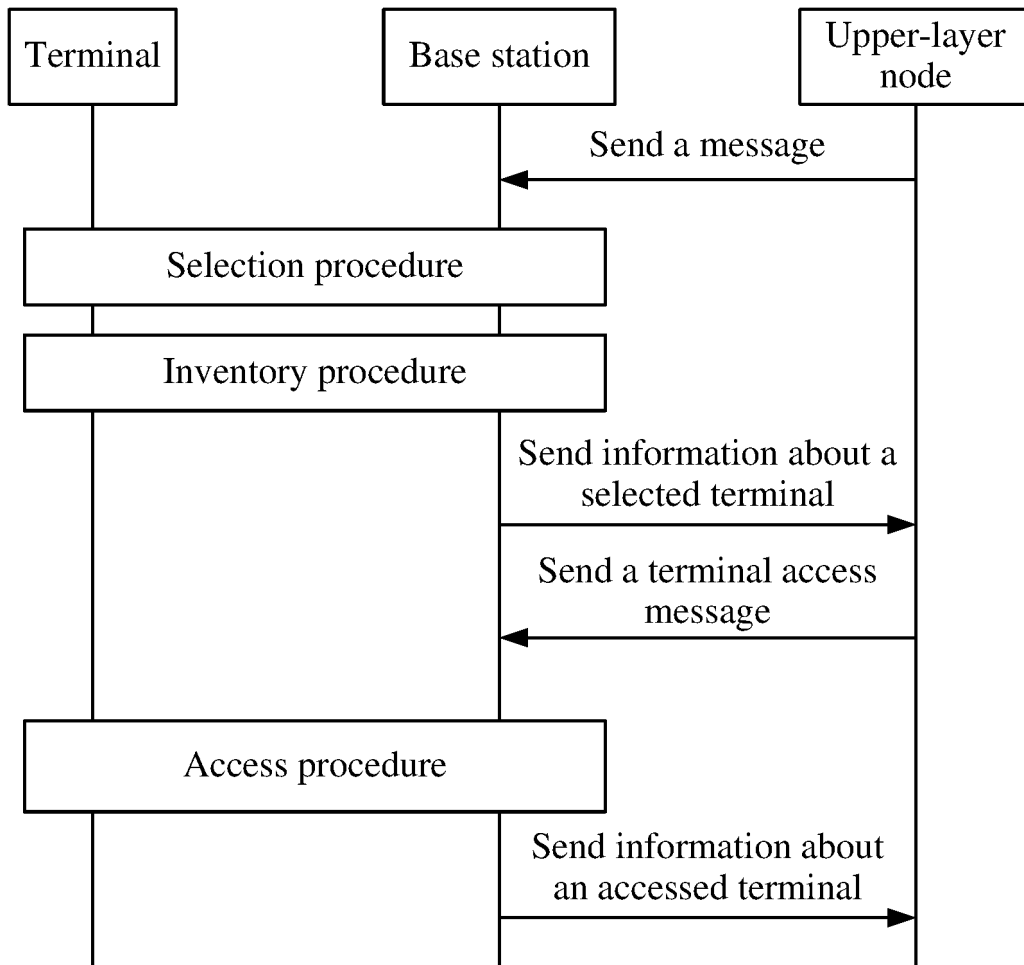 Terminal
Base station
Upper-layer
node
Send a message
Selection procedure
Inventory procedure
Send information about a
selected terminal
Send a terminal access
message
Access procedure
Send information about
an accessed terminal